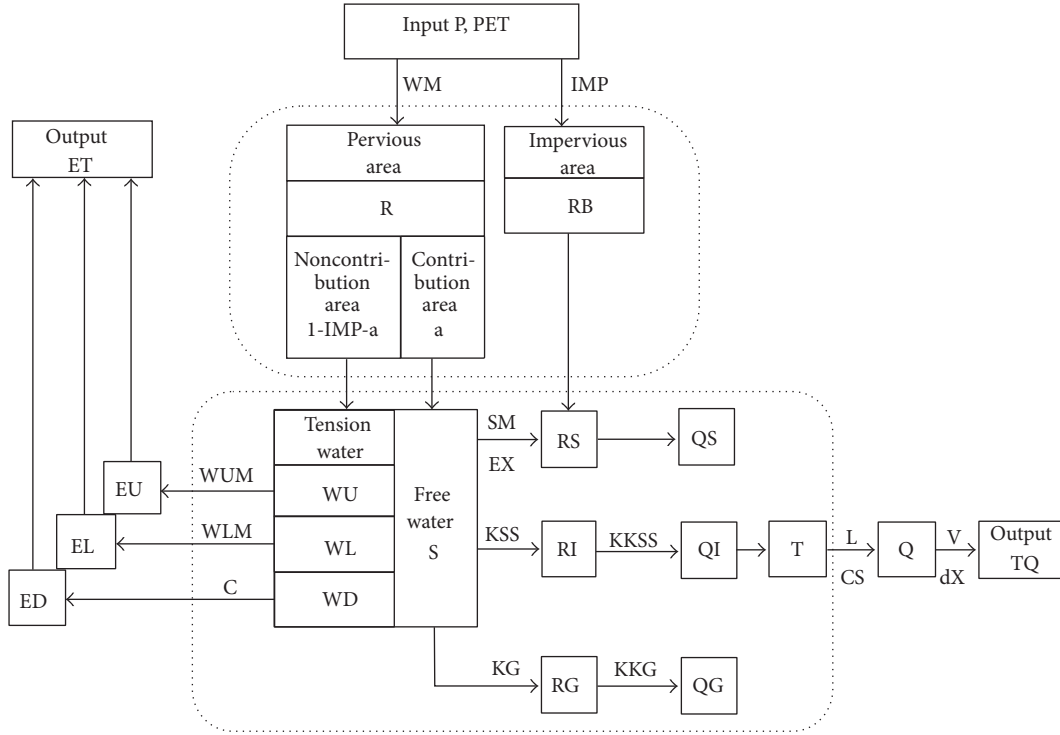 Input P, PET
WM
IMP
Output
ET
Pervious
area
Impervious
area
R
RB
Noncontri-
bution
area
1-IMP-a
Contri-
bution
area
a
Tension
water
SM
EX
RS
QS
EU
WUM
WU
Free
water
S
EL
WLM
WL
KSS
RI
KKSS
QI
T
L
CS
Q
V
dX
Output
TQ
ED
C
WD
KG
RG
KKG
QG